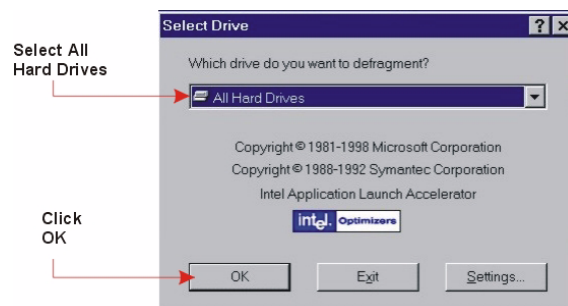 Select Drive
Select All
Hard Drives
Which drive do you want to defragment?
All Hard Drives
Copyright © 1981-1998 Microsoft Corporation
Copyright © 1988-1992 Symantec Corporation
Intel Application Launch Accelerator
intel. Optimizers
Click
OK
OK
Exit
Settings...